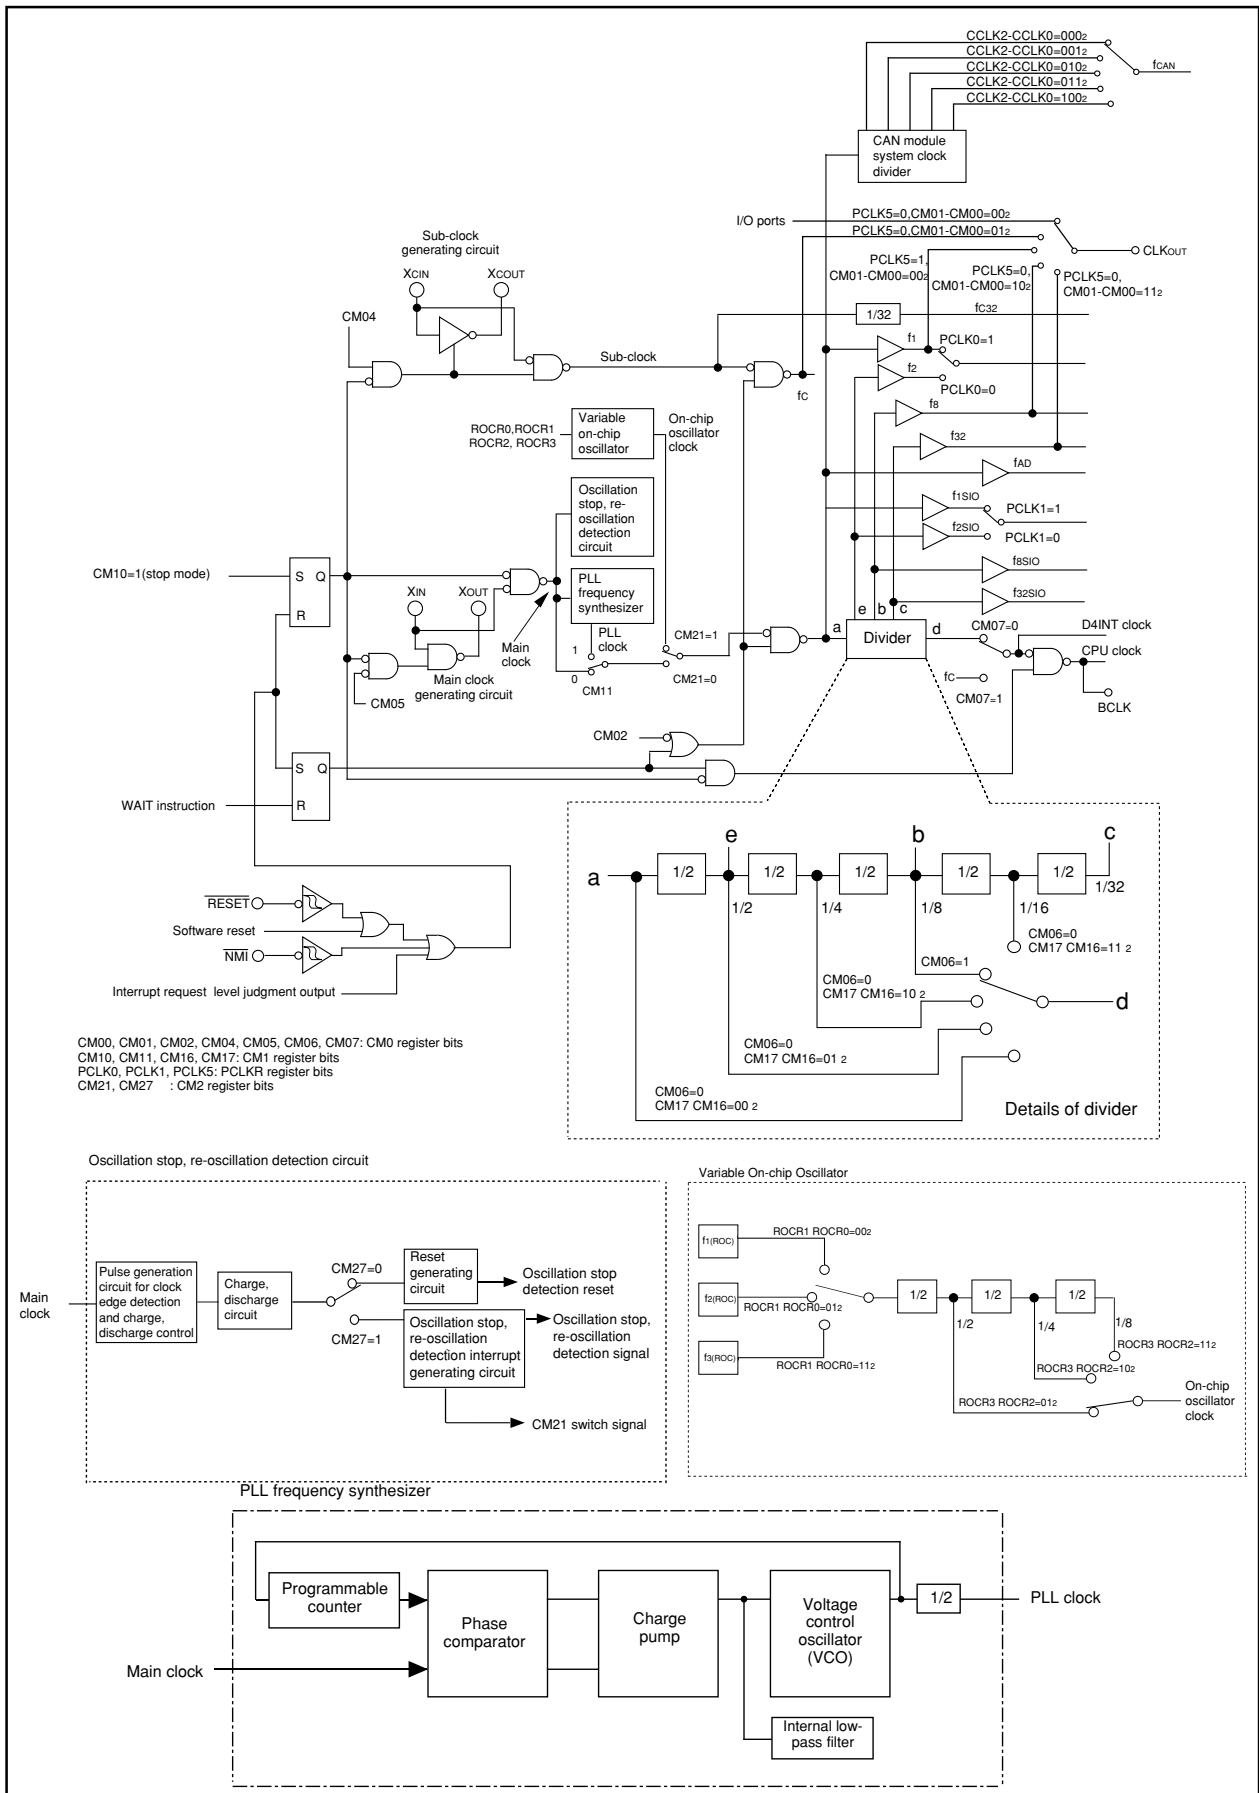 CCLK2-CCLK0=0002
CCLK2-CCLK0=0012
CCLK2-CCLK0=0102
CCLK2-CCLK0=0112
CCLK2-CCLK0=1002
fCAN
CAN module
system clock
divider
I/O ports
PCLK5=0,CM01-CM00=002
PCLK5=0,CM01-CM00=012
PCLK5=1,
CM01-CM00=002
PCLK5=0,
CM01-CM00=102
PCLK5=0,
CM01-CM00=112
CLKOUT
Sub-clock
generating circuit
XCIN
XCOUT
CM04
Sub-clock
1/32
fC32
f1
PCLK0=1
f2
PCLK0=0
fC
f8
f32
fAD
f1SIO
PCLK1=1
f2SIO
PCLK1=0
f8SIO
f32SIO
ROCR0,ROCR1
ROCR2, ROCR3
Variable
on-chip
oscillator
On-chip
oscillator
clock
Oscillation
stop, re-
oscillation
detection
circuit
CM10=1(stop mode)
S Q
R
XIN
XOUT
PLL
frequency
synthesizer
Main
clock
PLL
clock
1
0
CM11
CM21=1
CM21=0
CM05
Main clock
generating circuit
e
b
c
a
Divider
d
CM07=0
D4INT clock
CPU clock
fC
CM07=1
BCLK
CM02
S Q
R
WAIT instruction
RESET
Software reset
NMI
Interrupt request level judgment output
e
b
c
a
1/2
1/2
1/2
1/2
1/2
1/2
1/4
1/8
1/16
1/32
CM06=0
CM17 CM16=11 2
CM06=1
CM06=0
CM17 CM16=10 2
d
CM06=0
CM17 CM16=01 2
CM06=0
CM17 CM16=00 2
Details of divider
CM00, CM01, CM02, CM04, CM05, CM06, CM07: CM0 register bits
CM10, CM11, CM16, CM17: CM1 register bits
PCLK0, PCLK1, PCLK5: PCLKR register bits
CM21, CM27 : CM2 register bits
Oscillation stop, re-oscillation detection circuit
Main
clock
Pulse generation
circuit for clock
edge detection
and charge,
discharge control
Charge,
discharge
circuit
CM27=0
CM27=1
Reset
generating
circuit
Oscillation stop
detection reset
Oscillation stop,
re-oscillation
detection interrupt
generating circuit
Oscillation stop,
re-oscillation
detection signal
CM21 switch signal
Variable On-chip Oscillator
f1(ROC)
ROCR1 ROCR0=002
f2(ROC)
ROCR1 ROCR0=012
f3(ROC)
ROCR1 ROCR0=112
1/2
1/2
1/2
1/2
1/4
1/8
ROCR3 ROCR2=112
ROCR3 ROCR2=102
ROCR3 ROCR2=012
On-chip
oscillator
clock
PLL frequency synthesizer
Programmable
counter
Phase
comparator
Charge
pump
Voltage
control
oscillator
(VCO)
1/2
PLL clock
Main clock
Internal low-
pass filter